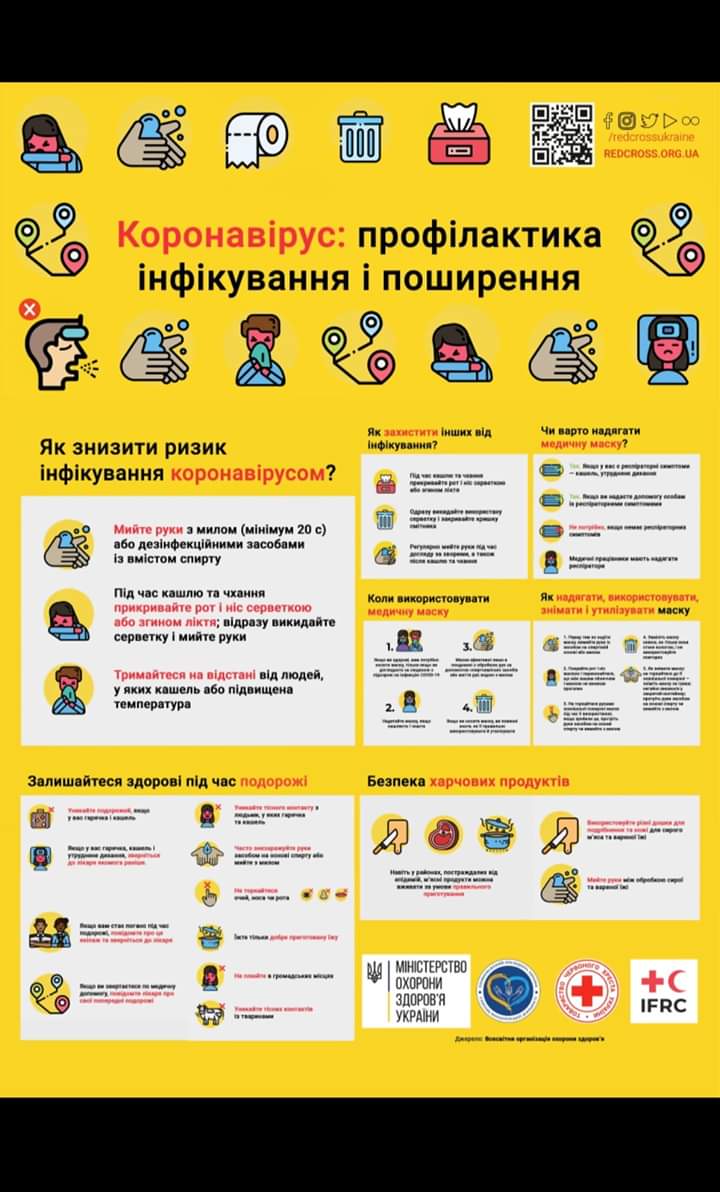 /redcrossukraine
REDCROSS.ORG.UA
Коронавірус: профілактика
інфікування і поширення
Як знизити ризик
інфікування коронавірусом?
Мийте руки з милом (мінімум 20 с)
або дезінфекційними засобами
із вмістом спирту
Під час кашлю та чхання
прикривайте рот і ніс серветкою
або згином ліктя; відразу викидайте
серветку і мийте руки
Тримайтеся на відстані від людей,
у яких кашель або підвищена
температура
Як захистити інших від
інфікування?
Під час кашлю та чхання
прикривайте рот і ніс серветкою
або згином ліктя
Одразу викидайте використану
серветку і закривайте кришку
смітника
Регулярно мийте руки під час
догляду за хворими, а також
після кашлю та чхання
Чи варто надягати
медичну маску?
Так. Якщо у вас є респіраторні симптоми
— кашель, утруднене дихання
Так. Якщо ви надаєте допомогу особам
із респіраторними симптомами
Не потрібно, якщо немає респіраторних
симптомів
Медичні працівники мають надягати
респіратори
Коли використовувати
медичну маску
1.
3.
2.
Надягайте маску, якщо
кашляєте і чхаєте
4.
Як надягати, використовувати,
знімати і утилізувати маску
Залишайтеся здорові під час подорожі
Уникайте подорожей, якщо
у вас гарячка і кашель
Якщо у вас гарячка, кашель і
утруднене дихання, зверніться
до лікаря якомога раніше.
Якщо вам стає погано під час
подорожі, повідомте про це
екіпаж та зверніться до лікаря
Якщо ви звертаєтеся по медичну
допомогу, повідомте лікаря про
свої попередні подорожі
Уникайте тісного контакту з
людьми, у яких гарячка
та кашель
Часто знезаражуйте руки
засобом на основі спирту або
мийте з милом
Не торкайтеся
очей, носа чи рота
Їжте тільки добре приготовану їжу
Не плюйте в громадських місцях
Уникайте тісних контактів
із тваринами
Безпека харчових продуктів
Навіть у районах, постраждалих від
епідемій, м'ясні продукти можна
вживати за умови правильного
приготування
Використовуйте різні дошки для
подрібнення та ножі для сирого
м'яса та вареної їжі
Мийте руки між обробкою сирої
та вареної їжі
МІНІСТЕРСТВО
ОХОРОНИ
ЗДОРОВ'Я
УКРАЇНИ
ТОВАРИСТВО ЧЕРВОНОГО ХРЕСТА УКРАЇНИ
IFRC
Джерело: Всесвітня організація охорони здоров'я